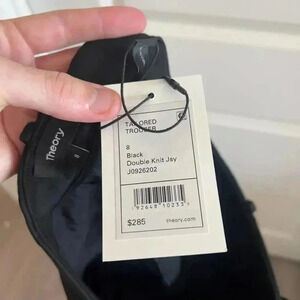 Theory
TAILORED
TROUSER
8
Black
Double Knit Jsy
J0926202
$285
theory.com